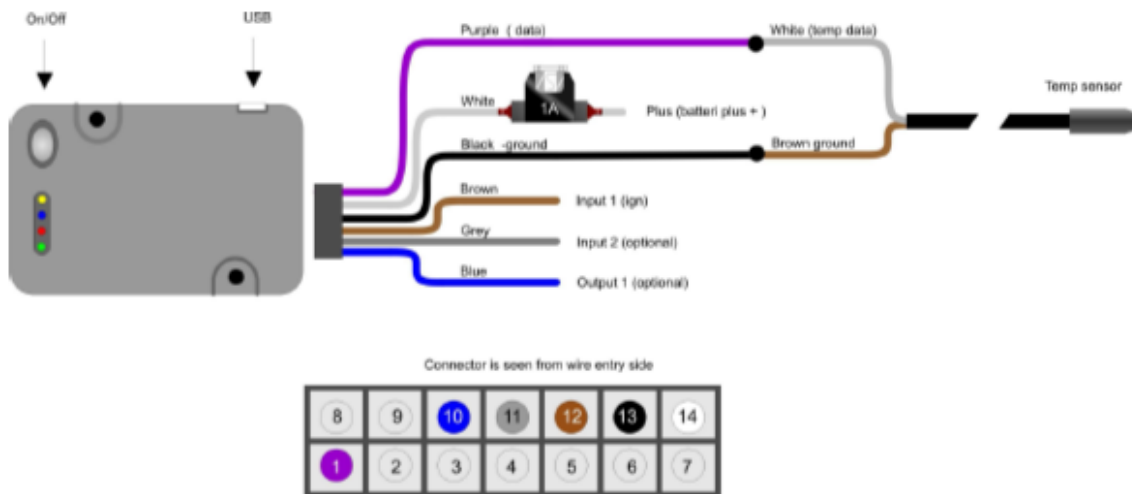 On/Off
USB
Purple ( data)
White (temp data)
Temp sensor
White
1A
Plus (batteri plus + )
Black -ground
Brown ground
Brown
Input 1 (ign)
Grey
Input 2 (optional)
Blue
Output 1 (optional)
Connector is seen from wire entry side
8 9 10 11 12 13 14
1 2 3 4 5 6 7